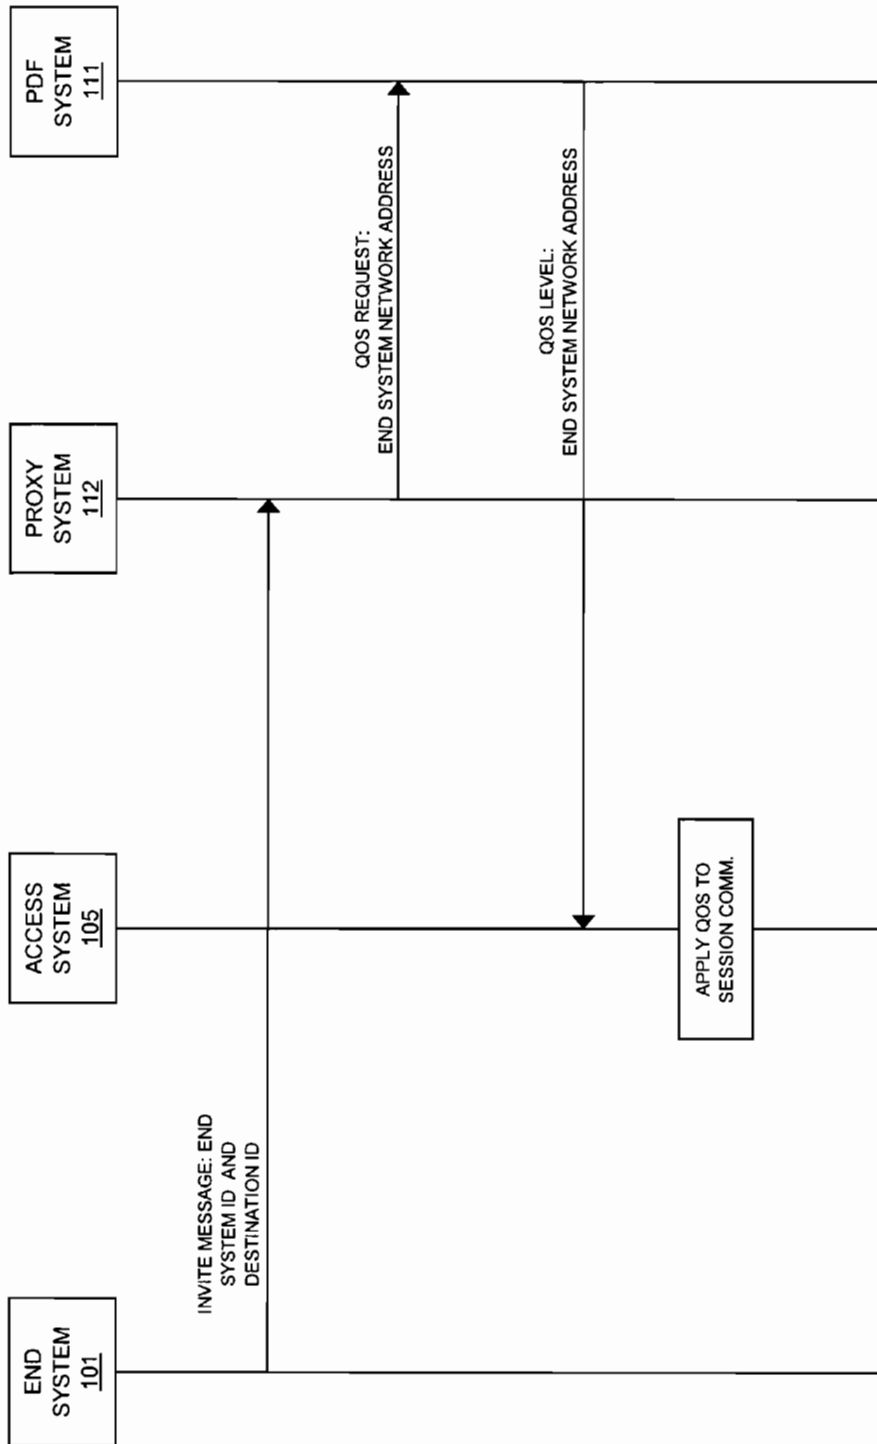 END
SYSTEM
101
ACCESS
SYSTEM
105
PROXY
SYSTEM
112
PDF
SYSTEM
111
INVITE MESSAGE: END
SYSTEM ID AND
DESTINATION ID
QOS REQUEST:
END SYSTEM NETWORK ADDRESS
QOS LEVEL:
END SYSTEM NETWORK ADDRESS
APPLY QOS TO
SESSION COMM.